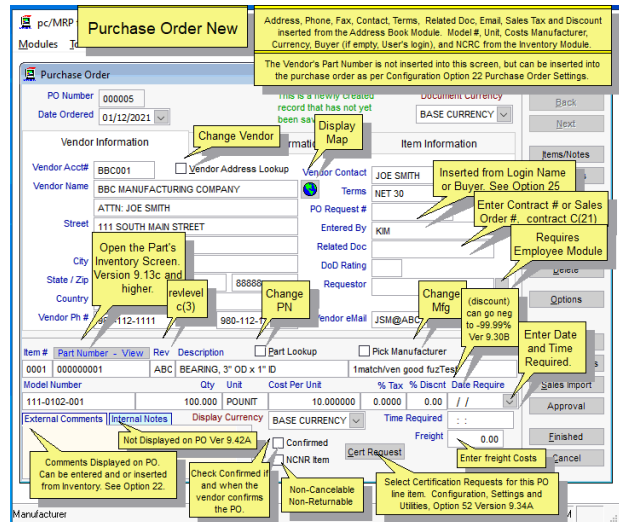 pc/MRP
Modules
Purchase Order New
Address, Phone, Fax, Contact, Terms, Related Doc, Email, Sales Tax and Discount
inserted from the Address Book Module. Model #, Unit, Costs Manufacturer,
Currency, Buyer (if empty, User's login), and NCRC from the Inventory Module.
The Vendor's Part Number is not inserted into this screen, but can be inserted into
the purchase order as per Configuration Option 22 Purchase Order Settings.
Purchase Order
PO Number 000005
This is a newly created
record that has not yet
been
Document Currency
BASE CURRENCY
Back
Date Ordered 01/12/2021
Next
Change Vendor
Display
Map
Vendor Information
Item Information
Items/Notes
Vendor Acct# BBC001
Vendor Address Lookup
Vendor Contact JOE SMITH
Vendor Name BBC MANUFACTURING COMPANY
Terms NET 30
Inserted from Login Name
or Buyer. See Option 25
ATTN: JOE SMITH
PO Request #
Street 111 SOUTH MAIN STREET
Entered By KIM
Enter Contract # or Sales
Order #, contract C(21)
Related Doc
Requires
Employee Module
Open the Part's
Inventory Screen.
Version 9.13c and
higher.
City
DoD Rating
Delete
State / Zip 88888
Requestor
revlevel
c(3)
Change
PN
Change
Mfg
(discount)
can go neg
to -99.99%
Ver 9.30B
Options
Country
Vendor Ph # 980-112-1111
Vendor eMail
Enter Date
and Time
Required.
Item # Part Number - View Rev Description Part Lookup Pick Manufacturer
0001 00000001 ABC BEARING, 3" OD x 1" ID 1match/ven good fuzTest
Model Number Qty Unit Cost Per Unit % Tax % Discnt Date Require
Sales Import
111-0102-001 100.000 POUNIT 10.000000 0.0000 0.00 / /
Approval
External Comments Internal Notes Display Currency BASE CURRENCY Time Required : :
Not Displayed on PO Ver 9.42A
Confirmed
Freight 0.00
Finished
NCNR Item
Cert Request
Enter freight Costs
Cancel
Comments Displayed on PO.
Can be entered and or inserted
from Inventory. See Option 22.
Check Confirmed if
and when the
vendor confirms
the PO.
Non-Cancelable
Non-Returnable
Select Certification Requests for this PO
line item. Configuration, Settings and
Utilities, Option 52 Version 9.34A
Manufacturer